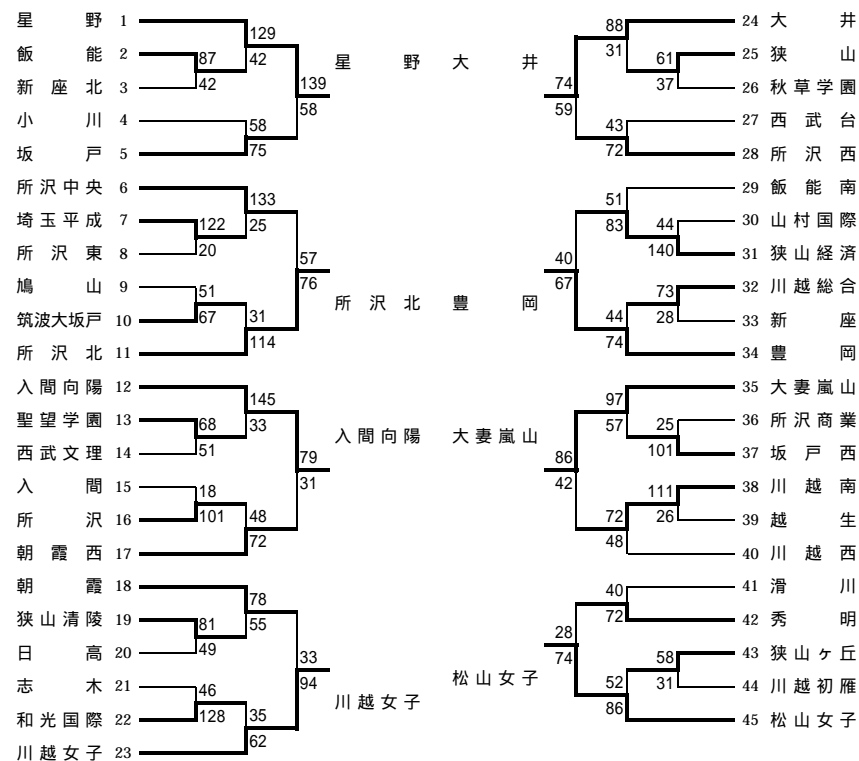 星野 1
飯能 2
新座北 3
小川 4
坂戸 5
所沢中央 6
埼玉平成 7
所沢東 8
鳩山 9
筑波大坂戸 10
所沢北 11
入間向陽 12
聖望学園 13
西武文理 14
入間 15
所沢 16
朝霞西 17
朝霞 18
狭山清陵 19
日高 20
志木 21
和光国際 22
川越女子 23
87
42
122
20
51
67
68
51
18
101
81
49
46
128
129
42
58
75
133
25
31
114
145
33
48
72
78
55
35
62
139
58
57
76
79
31
33
94
星野 大井
所沢北 豊岡
入間向陽 大妻嵐山
川越女子
松山女子
74
59
40
67
86
42
28
74
88
31
43
72
51
83
44
74
97
57
72
48
40
72
52
86
61
37
44
140
73
28
25
101
111
26
58
31
24 大井
25 狭山
26 秋草学園
27 西武台
28 所沢西
29 飯能南
30 山村国際
31 狭山経済
32 川越総合
33 新座
34 豊岡
35 大妻嵐山
36 所沢商業
37 坂戸西
38 川越南
39 越生
40 川越西
41 滑川
42 秀明
43 狭山ヶ丘
44 川越初雁
45 松山女子